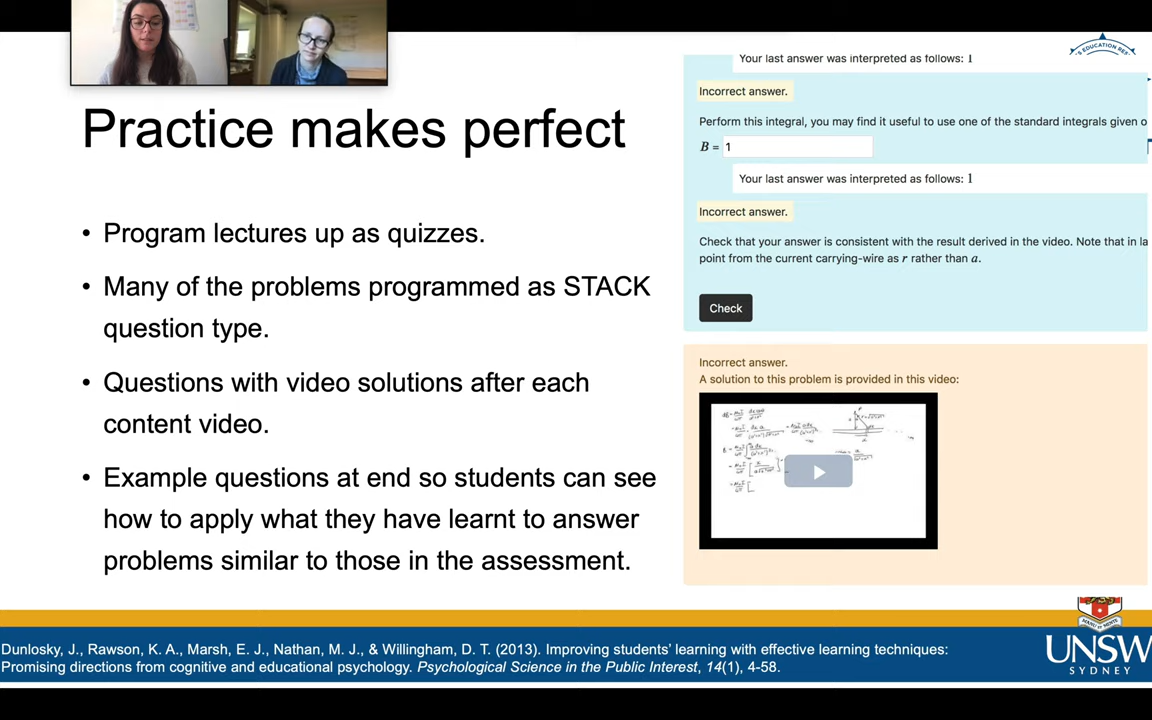 Practice makes perfect
• Program lectures up as quizzes.
• Many of the problems programmed as STACK
question type.
• Questions with video solutions after each
content video.
• Example questions at end so students can see
how to apply what they have learnt to answer
problems similar to those in the assessment.
S EDUCATION RES
Your last answer was interpreted as follows: 1
Incorrect answer.
Perform this integral, you may find it useful to use one of the standard integrals given o
B = 1
Your last answer was interpreted as follows: 1
Incorrect answer.
Check that your answer is consistent with the result derived in the video. Note that in la
point from the current carrying-wire as r rather than a.
Check
Incorrect answer.
A solution to this problem is provided in this video:
Dunlosky, J., Rawson, K. A., Marsh, E. J., Nathan, M. J., & Willingham, D. T. (2013). Improving students' learning with effective learning techniques:
Promising directions from cognitive and educational psychology. Psychological Science in the Public Interest, 14(1), 4-58.
UNSW
SYDNEY